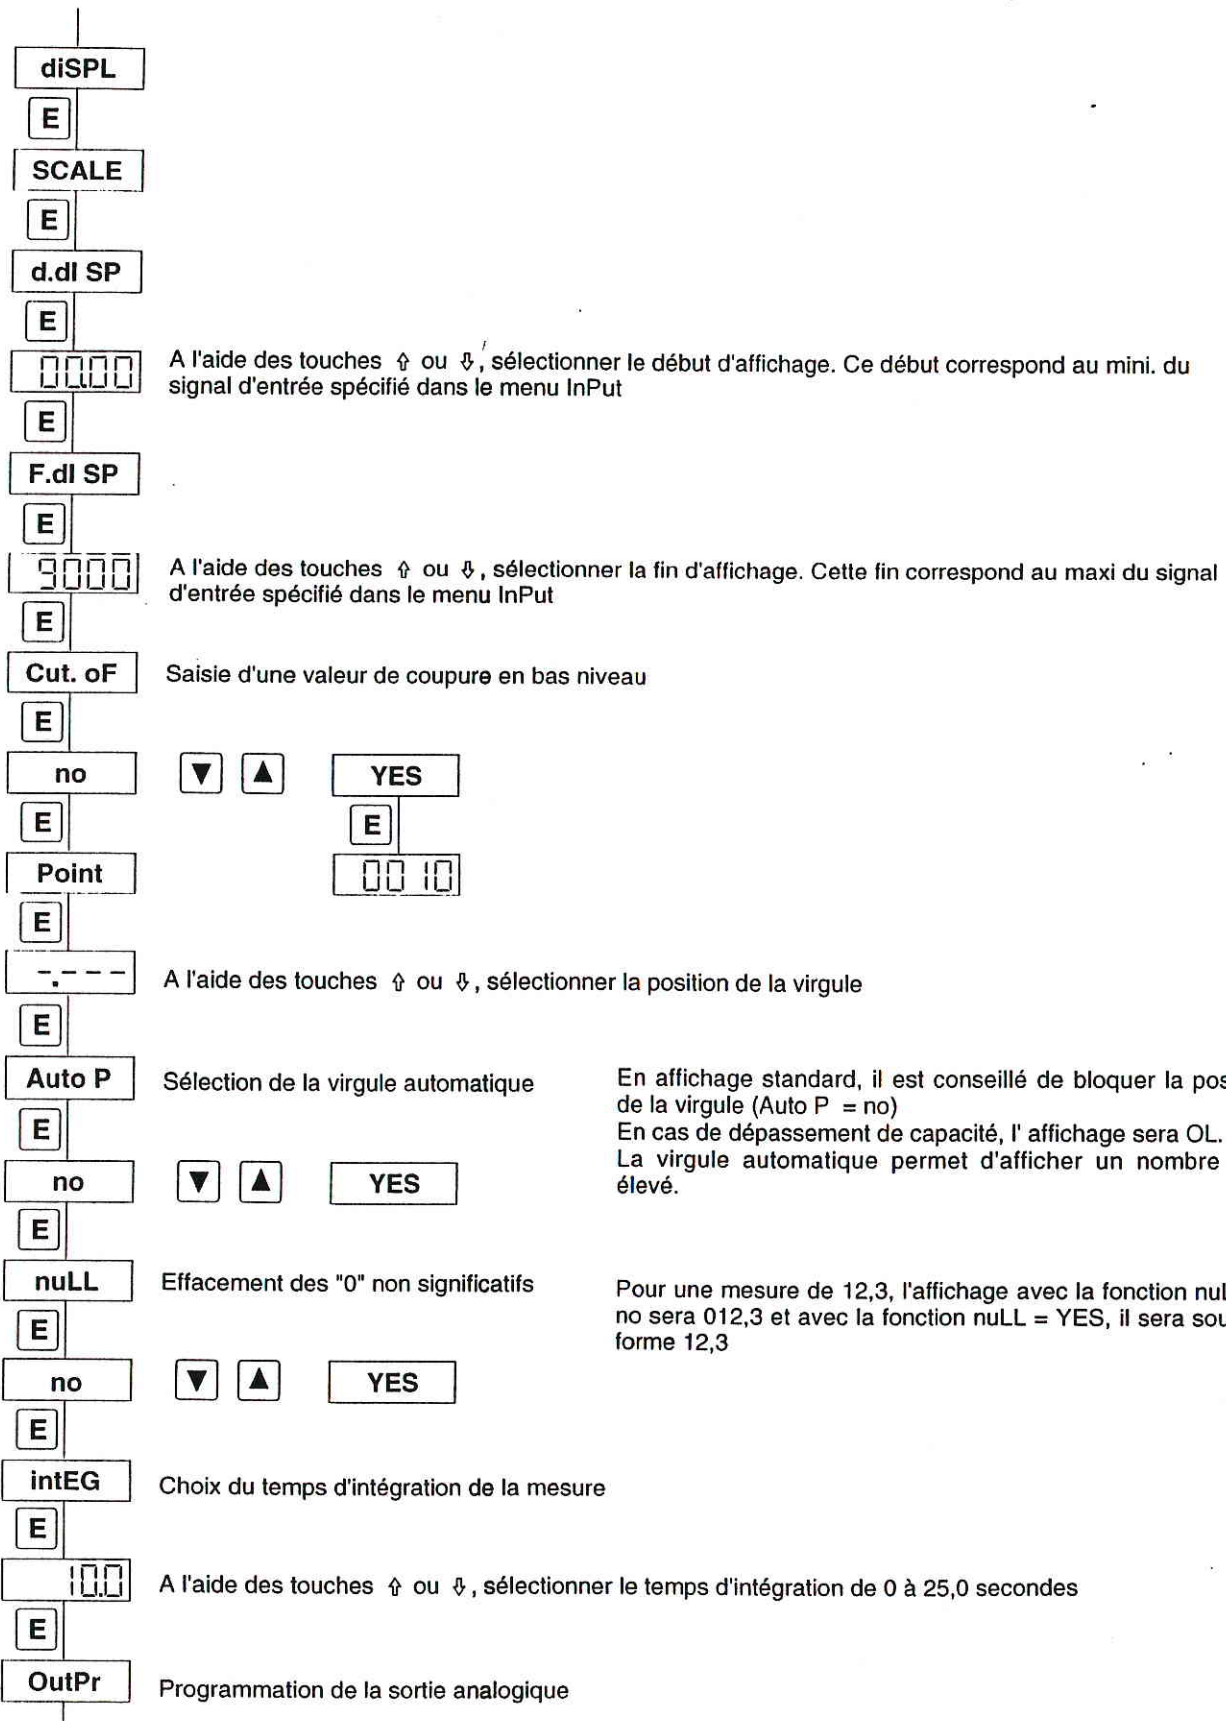 diSPL
E
SCALE
E
d.dI SP
E
00.00 A l'aide des touches ⇧ ou ⇩, sélectionner le début d'affichage. Ce début correspond au mini. du
signal d'entrée spécifié dans le menu InPut
E
F.dI SP
E
9000 A l'aide des touches ⇧ ou ⇩, sélectionner la fin d'affichage. Cette fin correspond au maxi du signal
d'entrée spécifié dans le menu InPut
E
Cut. oF Saisie d'une valeur de coupure en bas niveau
E
no ▼ ▲ YES
E E
Point 0010
E
-.--- A l'aide des touches ⇧ ou ⇩, sélectionner la position de la virgule
E
Auto P Sélection de la virgule automatique
En affichage standard, il est conseillé de bloquer la pos
de la virgule (Auto P = no)
En cas de dépassement de capacité, l' affichage sera OL.
La virgule automatique permet d'afficher un nombre
élevé.
E
no ▼ ▲ YES
E
nuLL Effacement des "0" non significatifs
Pour une mesure de 12,3, l'affichage avec la fonction nul
no sera 012,3 et avec la fonction nuLL = YES, il sera sou
forme 12,3
E
no ▼ ▲ YES
E
intEG Choix du temps d'intégration de la mesure
E
10.0 A l'aide des touches ⇧ ou ⇩, sélectionner le temps d'intégration de 0 à 25,0 secondes
E
OutPr Programmation de la sortie analogique